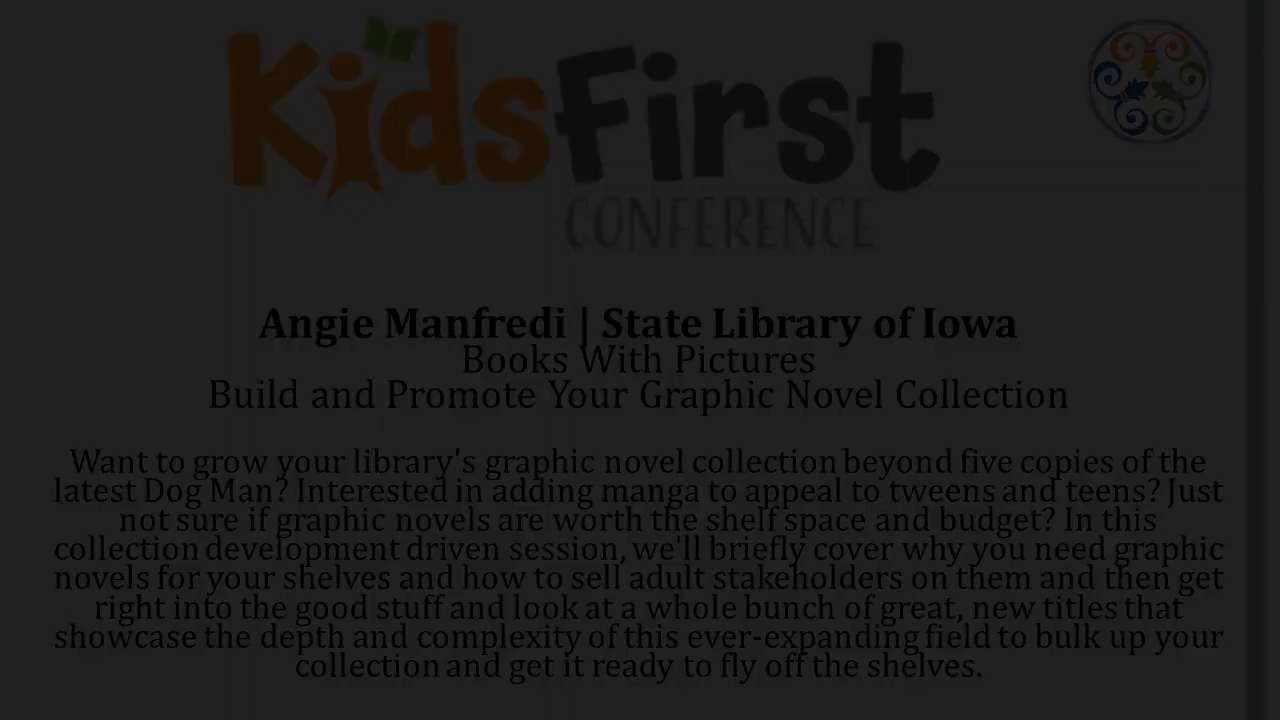 KidsFirst
CONFERENCE
Angie Manfredi | State Library of Iowa
Books With Pictures
Build and Promote Your Graphic Novel Collection
Want to grow your library's graphic novel collection beyond five copies of the
latest Dog Man? Interested in adding manga to appeal to tweens and teens? Just
not sure if graphic novels are worth the shelf space and budget? In this
collection development driven session, we'll briefly cover why you need graphic
novels for your shelves and how to sell adult stakeholders on them and then get
right into the good stuff and look at a whole bunch of great, new titles that
showcase the depth and complexity of this ever-expanding field to bulk up your
collection and get it ready to fly off the shelves.